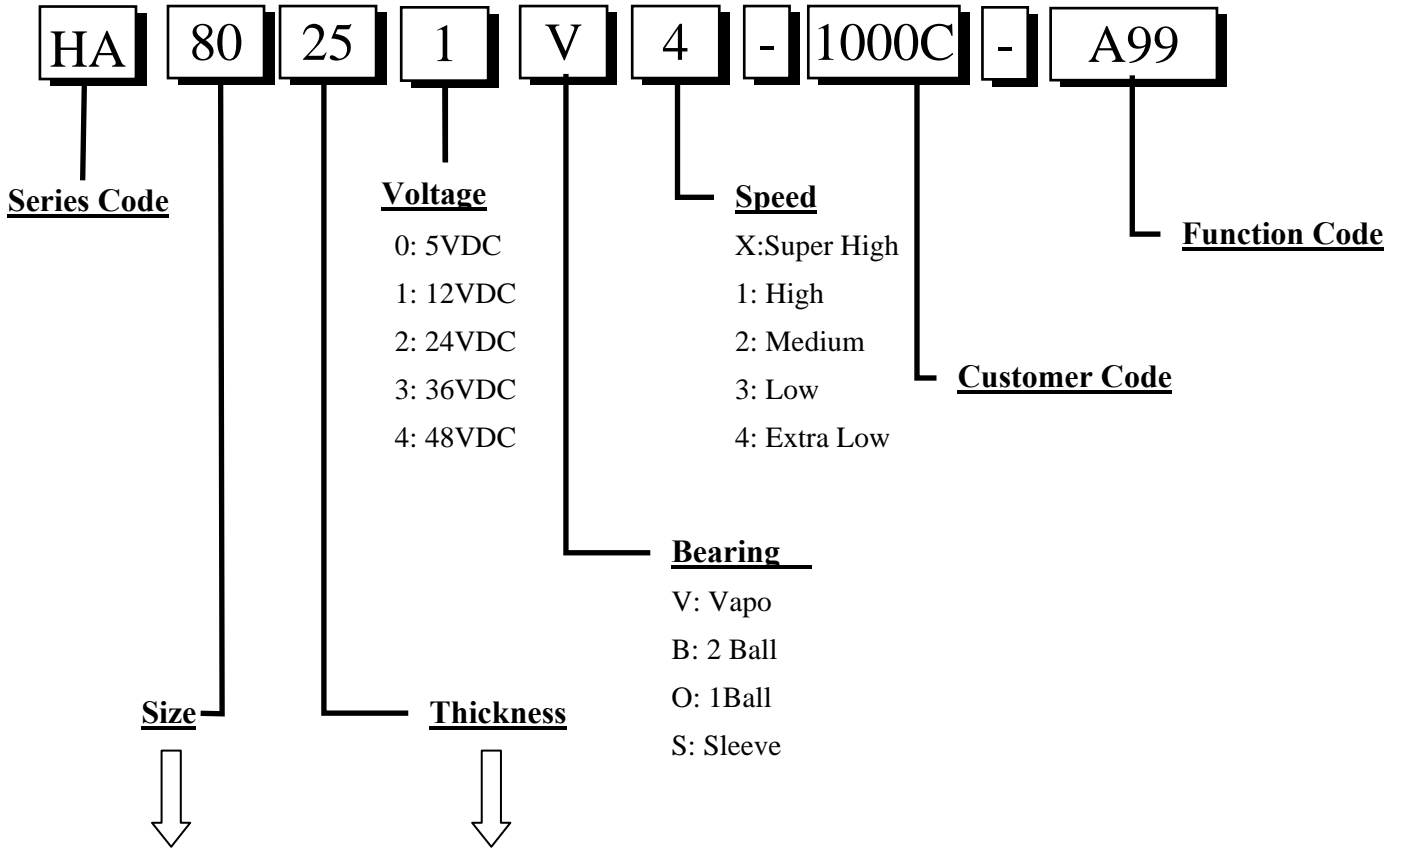 HA 80 25 1 V 4 - 1000C - A99
Series Code
Voltage
0: 5VDC
1: 12VDC
2: 24VDC
3: 36VDC
4: 48VDC
Speed
X:Super High
1: High
2: Medium
3: Low
4: Extra Low
Function Code
Customer Code
Bearing
V: Vapo
B: 2 Ball
O: 1Ball
S: Sleeve
Size
Thickness